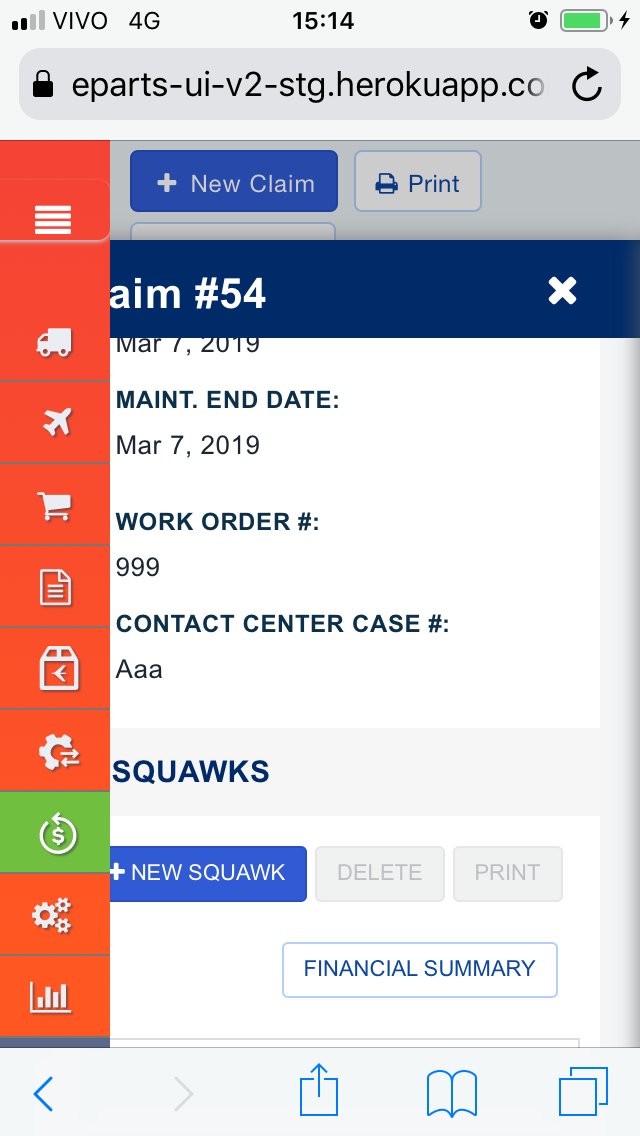 VIVO 4G 15:14
eparts-ui-v2-stg.herokuapp.co
New Claim Print
aim #54
Mar 7, 2019
MAINT. END DATE:
Mar 7, 2019
WORK ORDER #:
999
CONTACT CENTER CASE #:
Aaa
SQUAWKS
NEW SQUAWK DELETE PRINT
FINANCIAL SUMMARY